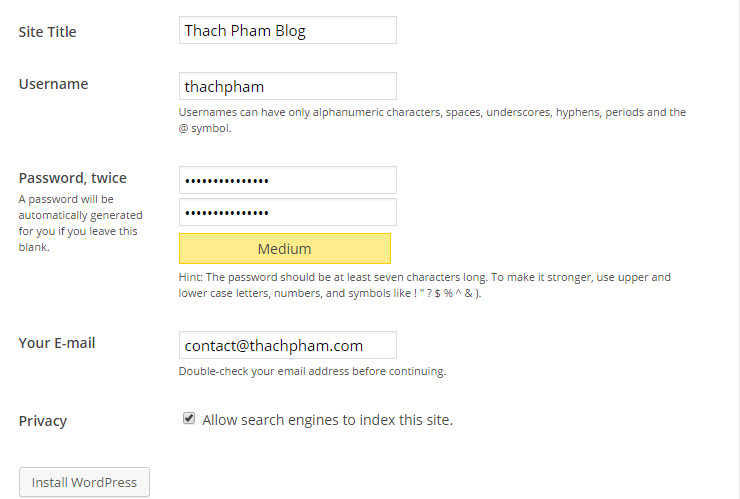 Site Title
Thach Pham Blog
Username
thachpham
Usernames can have only alphanumeric characters, spaces, underscores, hyphens, periods and the
@ symbol.
Password, twice
A password will be
automatically generated
for you if you leave this
blank.
•••••••••••••••
•••••••••••••••
Medium
Hint: The password should be at least seven characters long. To make it stronger, use upper and
lower case letters, numbers, and symbols like ! " ? $ % ^ & ).
Your E-mail
contact@thachpham.com
Double-check your email address before continuing.
Privacy
Allow search engines to index this site.
Install WordPress